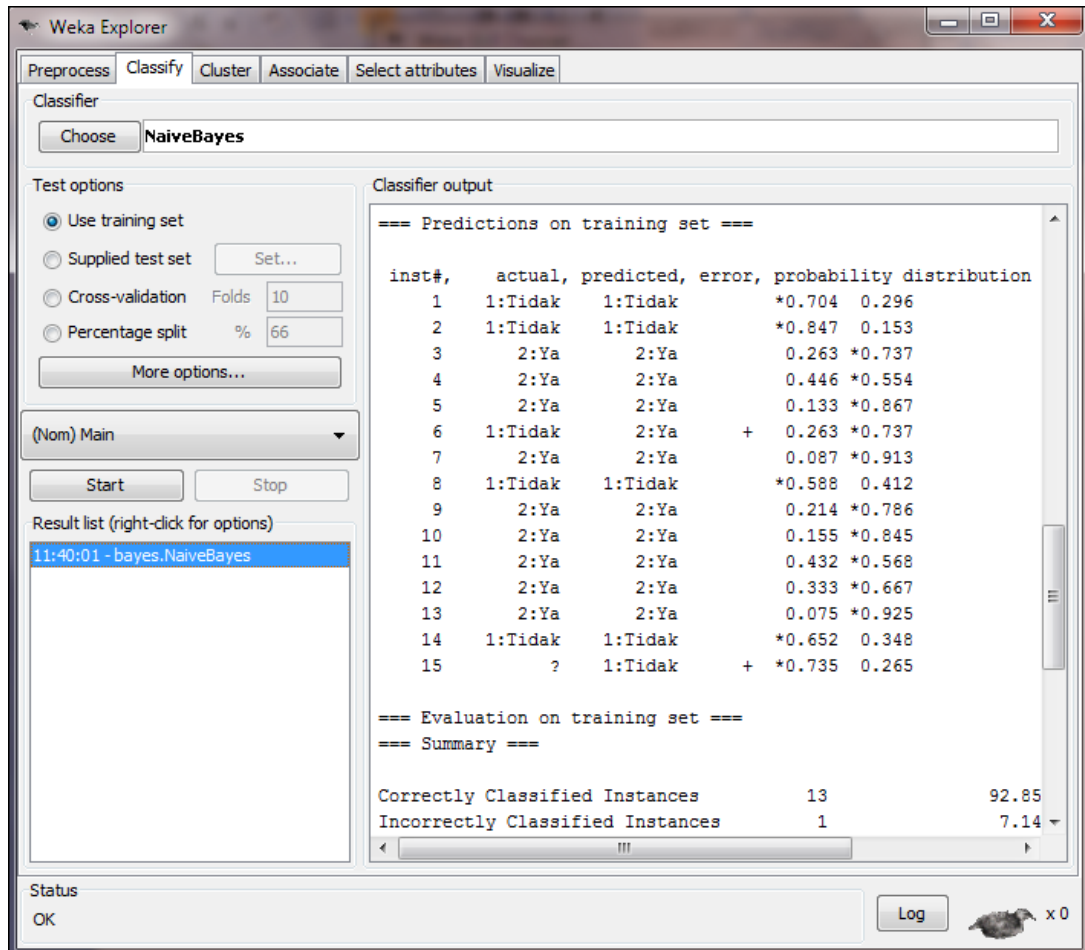 Weka Explorer
Preprocess Classify Cluster Associate Select attributes Visualize
Classifier
Choose NaiveBayes
Test options
Use training set
Supplied test set Set...
Cross-validation Folds 10
Percentage split % 66
More options...
(Nom) Main
Start Stop
Result list (right-click for options)
11:40:01 - bayes.NaiveBayes
Classifier output
=== Predictions on training set ===
inst#, actual, predicted, error, probability distribution
1 1:Tidak 1:Tidak *0.704 0.296
2 1:Tidak 1:Tidak *0.847 0.153
3 2:Ya 2:Ya 0.263 *0.737
4 2:Ya 2:Ya 0.446 *0.554
5 2:Ya 2:Ya 0.133 *0.867
6 1:Tidak 2:Ya + 0.263 *0.737
7 2:Ya 2:Ya 0.087 *0.913
8 1:Tidak 1:Tidak *0.588 0.412
9 2:Ya 2:Ya 0.214 *0.786
10 2:Ya 2:Ya 0.155 *0.845
11 2:Ya 2:Ya 0.432 *0.568
12 2:Ya 2:Ya 0.333 *0.667
13 2:Ya 2:Ya 0.075 *0.925
14 1:Tidak 1:Tidak *0.652 0.348
15 ? 1:Tidak + *0.735 0.265
=== Evaluation on training set ===
=== Summary ===
Correctly Classified Instances 13 92.85
Incorrectly Classified Instances 1 7.14
Status
OK
Log x 0